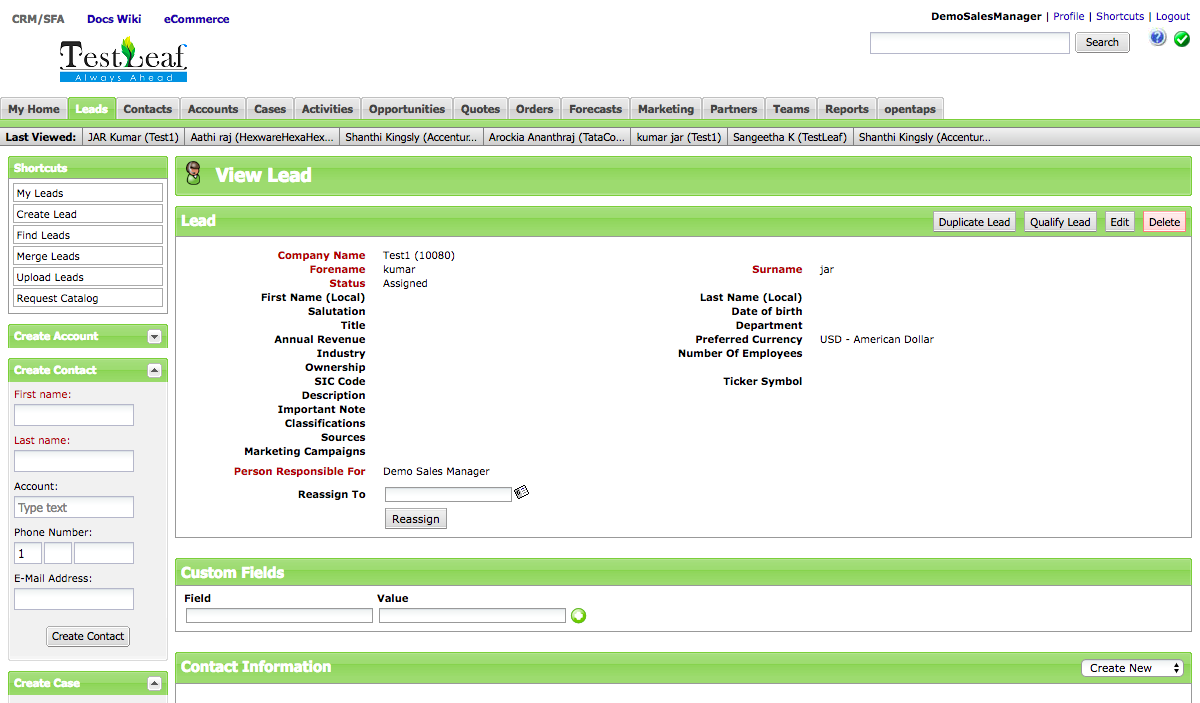 CRM/SFA Docs Wiki eCommerce
DemoSalesManager | Profile | Shortcuts | Logout
TestLeaf
Always Ahead
Search
?
My Home Leads Contacts Accounts Cases Activities Opportunities Quotes Orders Forecasts Marketing Partners Teams Reports opentaps
Last Viewed: JAR Kumar (Test1) Aathi raj (HexwareHexaHex... Shanthi Kingsly (Accentur... Arockia Ananthraj (TataCo... kumar jar (Test1) Sangeetha K (TestLeaf) Shanthi Kingsly (Accentur...
Shortcuts
My Leads
Create Lead
Find Leads
Merge Leads
Upload Leads
Request Catalog
Create Account
Create Contact
First name:
Last name:
Account:
Type text
Phone Number:
1
E-Mail Address:
Create Contact
Create Case
View Lead
Lead Duplicate Lead Qualify Lead Edit Delete
Company Name Test1 (10080)
Forename kumar Surname jar
Status Assigned
First Name (Local) Last Name (Local)
Salutation Date of birth
Title Department
Annual Revenue Preferred Currency USD - American Dollar
Industry Number Of Employees
Ownership
SIC Code Ticker Symbol
Description
Important Note
Classifications
Sources
Marketing Campaigns
Person Responsible For Demo Sales Manager
Reassign To
Reassign
Custom Fields
Field Value
Contact Information Create New